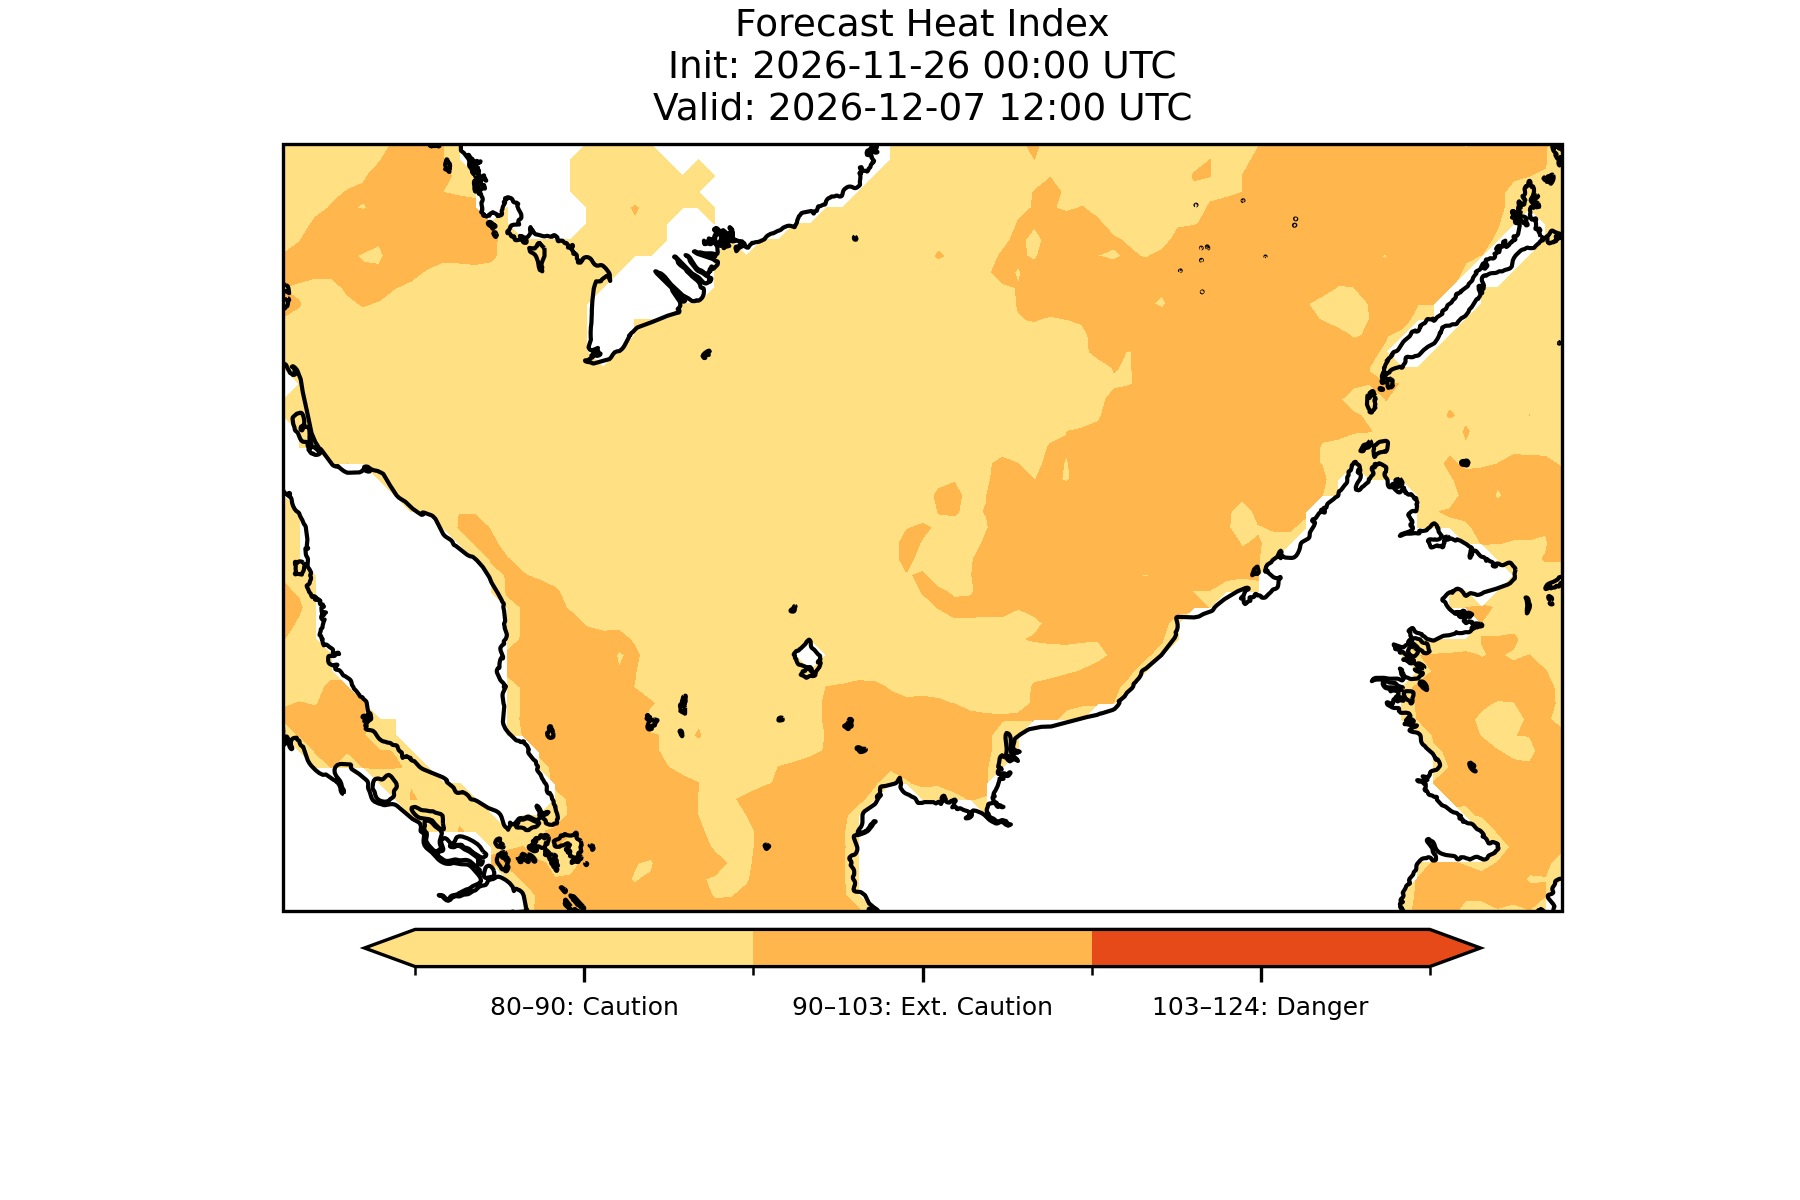 Forecast Heat Index
Init: 2026-11-26 00:00 UTC
Valid: 2026-12-07 12:00 UTC
80–90: Caution
90–103: Ext. Caution
103–124: Danger